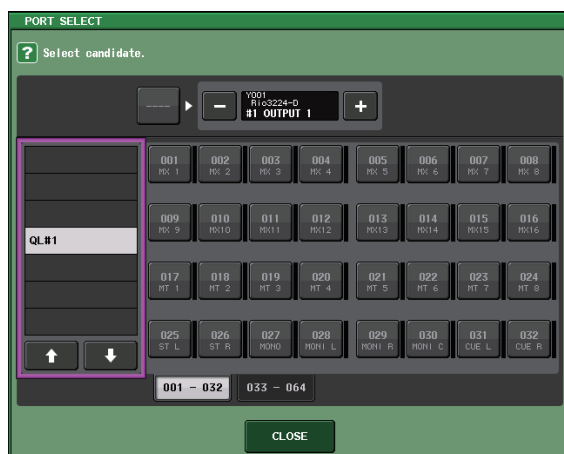 PORT SELECT
? Select candidate.
----
−
Y001
Rio3224-D
#1 OUTPUT 1
+
QL#1
001 002 003 004 005 006 007 008
MX 1 MX 2 MX 3 MX 4 MX 5 MX 6 MX 7 MX 8
009 010 011 012 013 014 015 016
MX 9 MX10 MX11 MX12 MX13 MX14 MX15 MX16
017 018 019 020 021 022 023 024
MT 1 MT 2 MT 3 MT 4 MT 5 MT 6 MT 7 MT 8
025 026 027 028 029 030 031 032
ST L ST R MONO MONI L MONI R MONI C CUE L CUE R
001 - 032 033 - 064
CLOSE